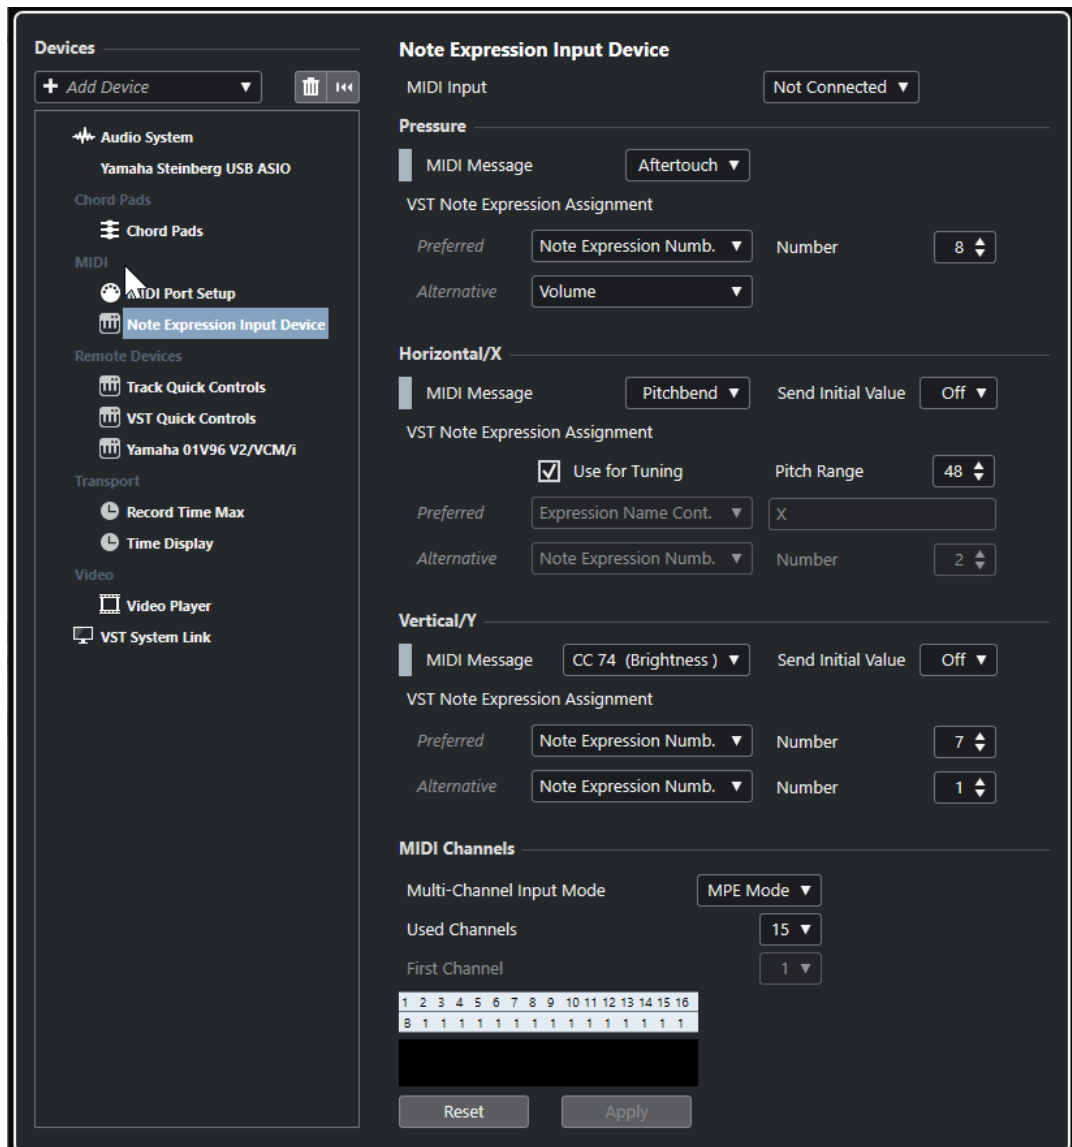 Devices
+ Add Device
Audio System
Yamaha Steinberg USB ASIO
Chord Pads
Chord Pads
MIDI
MIDI Port Setup
Note Expression Input Device
Remote Devices
Track Quick Controls
VST Quick Controls
Yamaha 01V96 V2/VCM/i
Transport
Record Time Max
Time Display
Video
Video Player
VST System Link
Note Expression Input Device
MIDI Input Not Connected
Pressure
MIDI Message Aftertouch
VST Note Expression Assignment
Preferred Note Expression Numb. Number 8
Alternative Volume
Horizontal/X
MIDI Message Pitchbend Send Initial Value Off
VST Note Expression Assignment
Use for Tuning Pitch Range 48
Preferred Expression Name Cont. X
Alternative Note Expression Numb. Number 2
Vertical/Y
MIDI Message CC 74 (Brightness ) Send Initial Value Off
VST Note Expression Assignment
Preferred Note Expression Numb. Number 7
Alternative Note Expression Numb. Number 1
MIDI Channels
Multi-Channel Input Mode MPE Mode
Used Channels 15
First Channel 1
1 2 3 4 5 6 7 8 9 10 11 12 13 14 15 16
B 1 1 1 1 1 1 1 1 1 1 1 1 1 1 1
Reset Apply